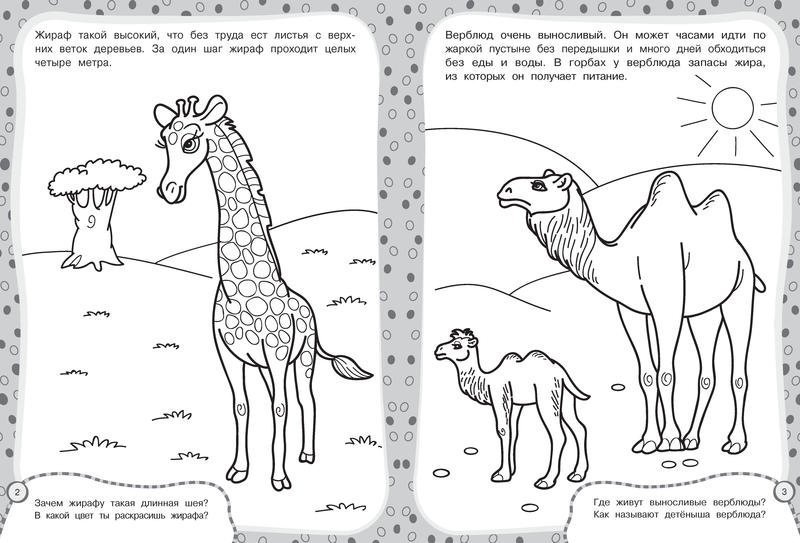 Жираф такой высокий, что без труда ест листья с верх-
них веток деревьев. За один шаг жираф проходит целых
четыре метра.
2
Зачем жирафу такая длинная шея?
В какой цвет ты раскрасишь жирафа?
Верблюд очень выносливый. Он может часами идти по
жаркой пустыне без передышки и много дней обходиться
без еды и воды. В горбах у верблюда запасы жира,
из которых он получает питание.
Где живут выносливые верблюды?
Как называют детёныша верблюда?
3